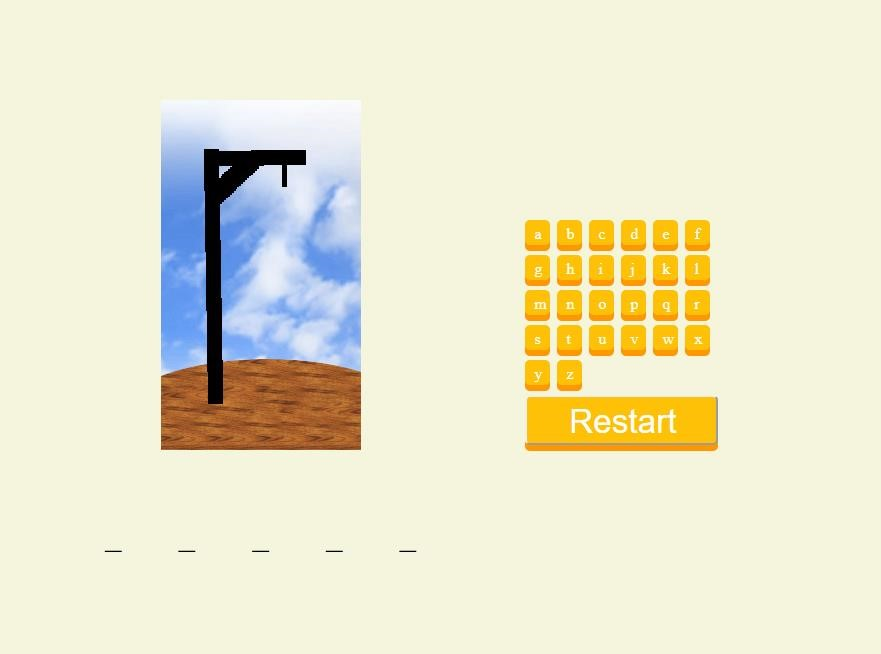 a b c d e f
g h i j k l
m n o p q r
s t u v w x
y z
Restart
_ _ _ _ _